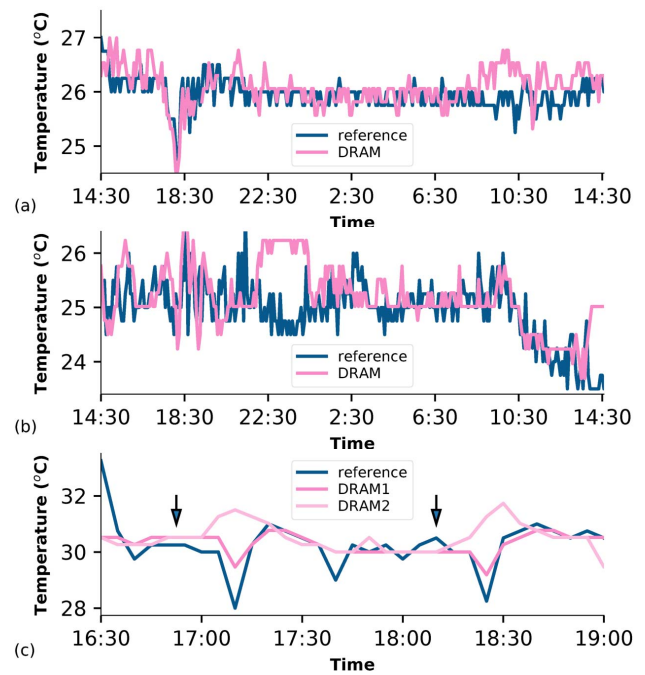 27
26
25
Temperature (°C)
reference
DRAM
14:30 18:30 22:30 2:30 6:30 10:30 14:30
(a)
Time
26
25
24
Temperature (°C)
reference
DRAM
14:30 18:30 22:30 2:30 6:30 10:30 14:30
(b)
Time
32
30
28
Temperature (°C)
reference
DRAM1
DRAM2
16:30 17:00 17:30 18:00 18:30 19:00
(c)
Time